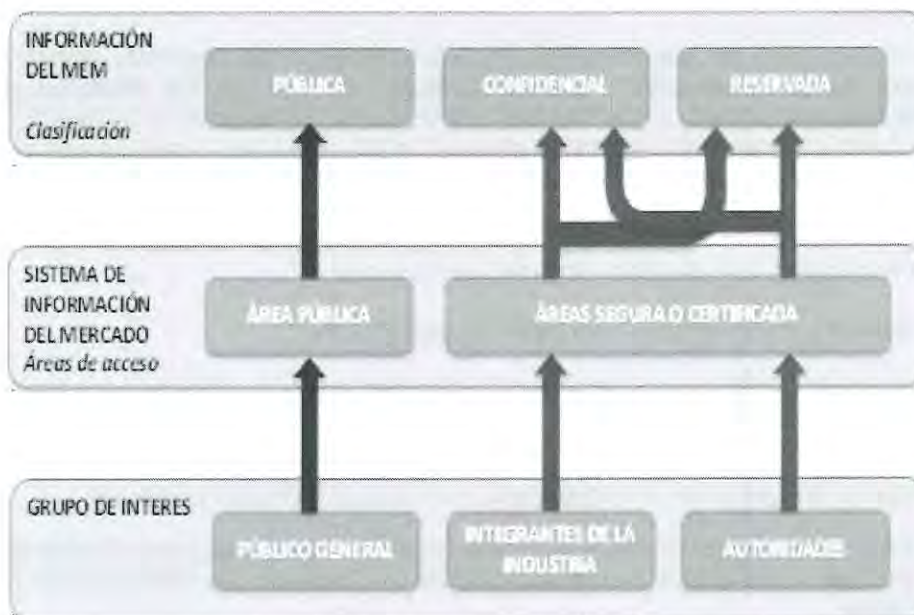 INFORMACIÓN
DEL MEM
Clasificación
PÚBLICA
CONFIDENCIAL
RESERVADA
SISTEMA DE
INFORMACIÓN
DEL MERCADO
Áreas de acceso
ÁREA PÚBLICA
ÁREAS SEGURA O CERTIFICADA
GRUPO DE INTERES
PÚBLICO GENERAL
INTEGRANTES DE LA
INDUSTRIA
AUTORIDADES